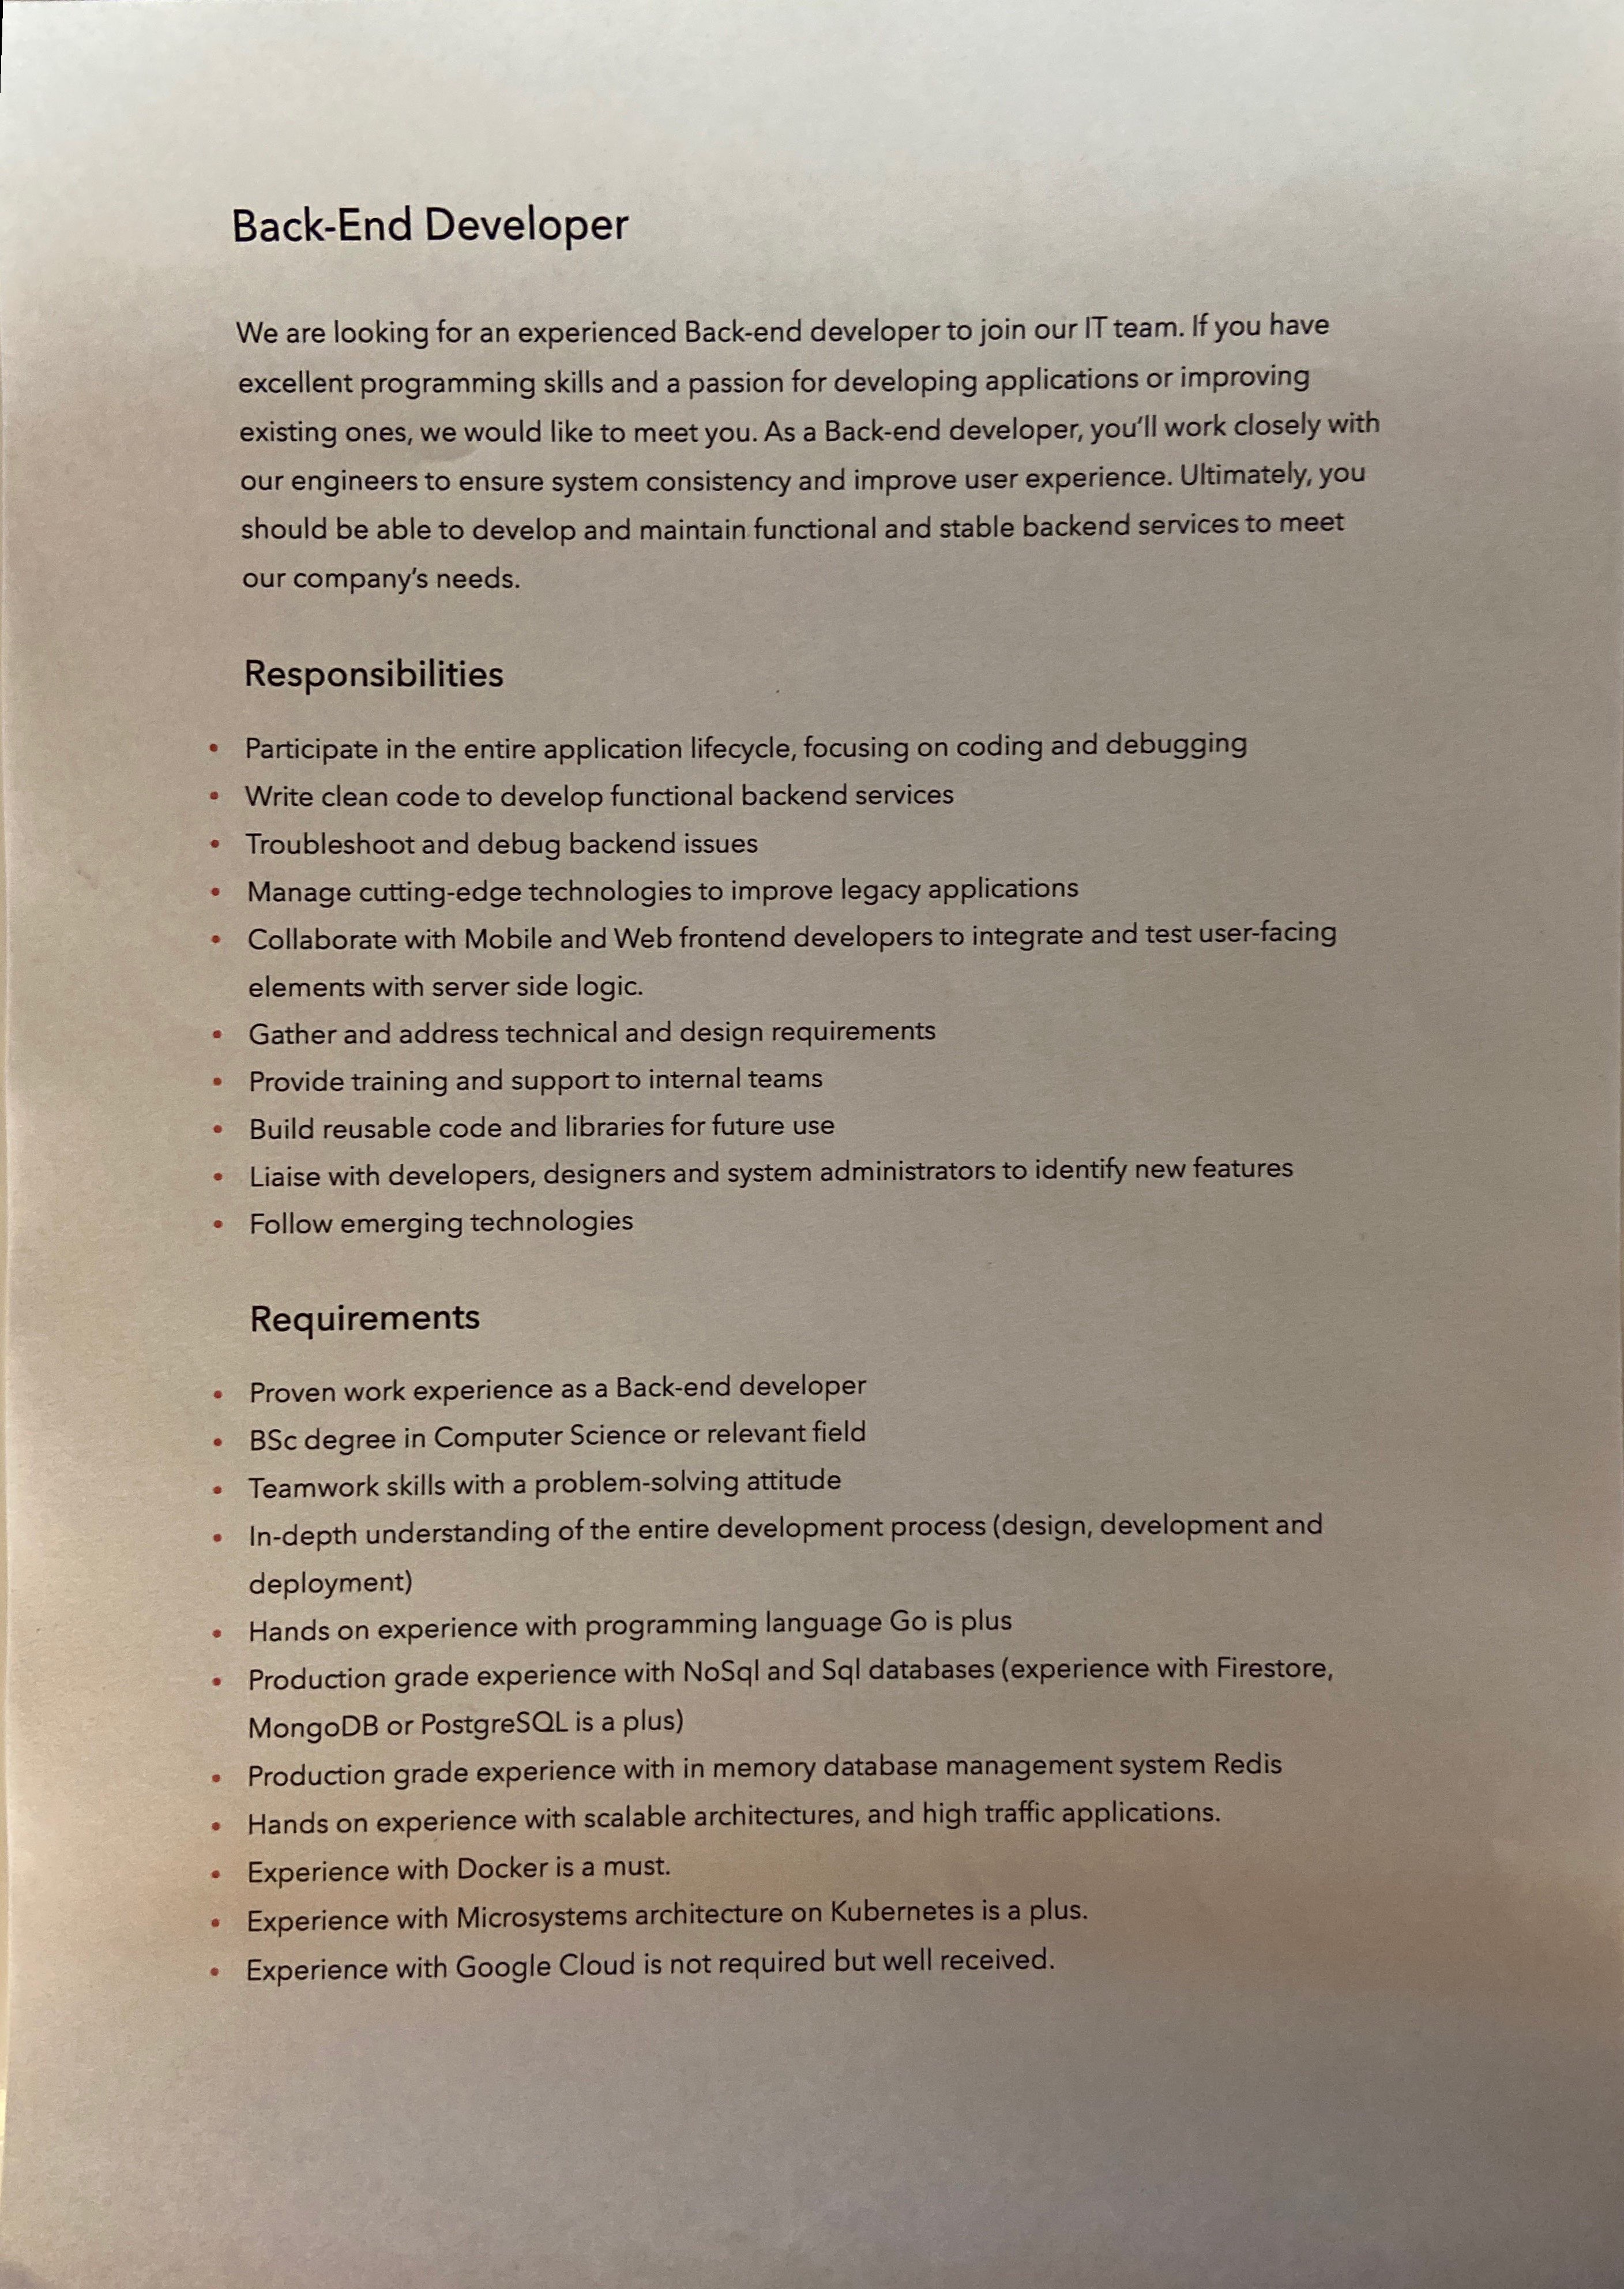 Back-End Developer
We are looking for an experienced Back-end developer to join our IT team. If you have
excellent programming skills and a passion for developing applications or improving
existing ones, we would like to meet you. As a Back-end developer, you'll work closely with
our engineers to ensure system consistency and improve user experience. Ultimately, you
should be able to develop and maintain functional and stable backend services to meet
our company's needs.
Responsibilities
• Participate in the entire application lifecycle, focusing on coding and debugging
• Write clean code to develop functional backend services
• Troubleshoot and debug backend issues
• Manage cutting-edge technologies to improve legacy applications
• Collaborate with Mobile and Web frontend developers to integrate and test user-facing
elements with server side logic.
• Gather and address technical and design requirements
• Provide training and support to internal teams
• Build reusable code and libraries for future use
• Liaise with developers, designers and system administrators to identify new features
• Follow emerging technologies
Requirements
• Proven work experience as a Back-end developer
• BSc degree in Computer Science or relevant field
• Teamwork skills with a problem-solving attitude
• In-depth understanding of the entire development process (design, development and
deployment)
• Hands on experience with programming language Go is plus
• Production grade experience with NoSql and Sql databases (experience with Firestore,
MongoDB or PostgreSQL is a plus)
• Production grade experience with in memory database management system Redis
• Hands on experience with scalable architectures, and high traffic applications.
• Experience with Docker is a must.
• Experience with Microsystems architecture on Kubernetes is a plus.
• Experience with Google Cloud is not required but well received.